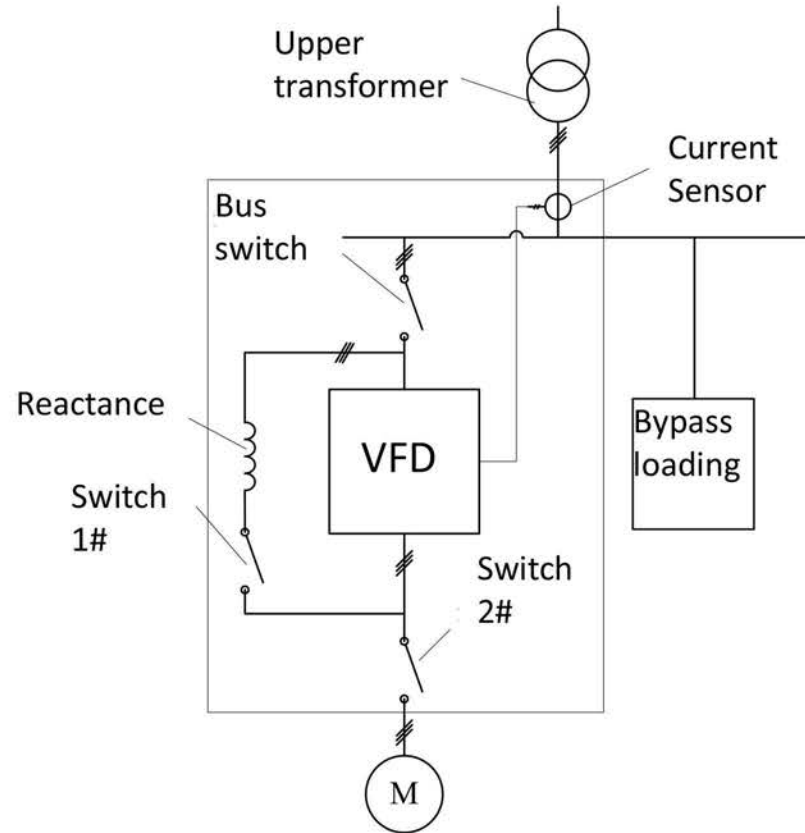 Upper
transformer
Current
Sensor
Bus
switch
Reactance
VFD
Bypass
loading
Switch
1#
Switch
2#
M